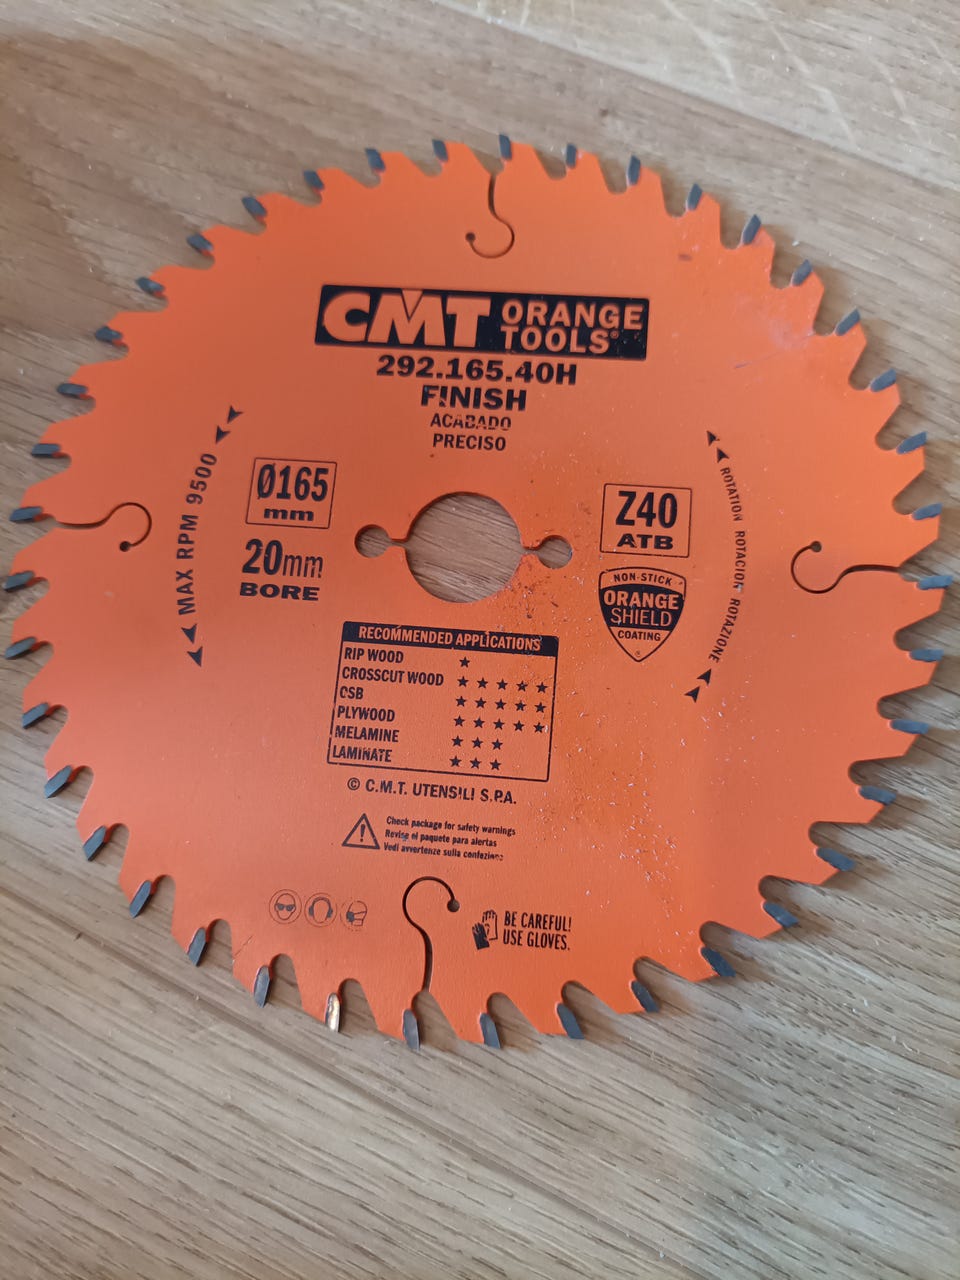 CMT ORANGE TOOLS®
292.165.40H
FINISH
ACABADO
PRECISO
MAX RPM 9500
Ø165
mm
20mm
BORE
Z40
ATB
NON-STICK
ORANGE
SHIELD
COATING
®
ROTATION ROTACION ROTAZIONE
RECOMMENDED APPLICATIONS
RIP WOOD ★
CROSSCUT WOOD ★★★★★
OSB ★★★★★
PLYWOOD ★★★★★
MELAMINE ★★★
LAMINATE ★★★
© C.M.T. UTENSILI S.P.A.
Check package for safety warnings
Revise el paquete para alertas
Vedi avvertenze sulla confezione
BE CAREFUL!
USE GLOVES.